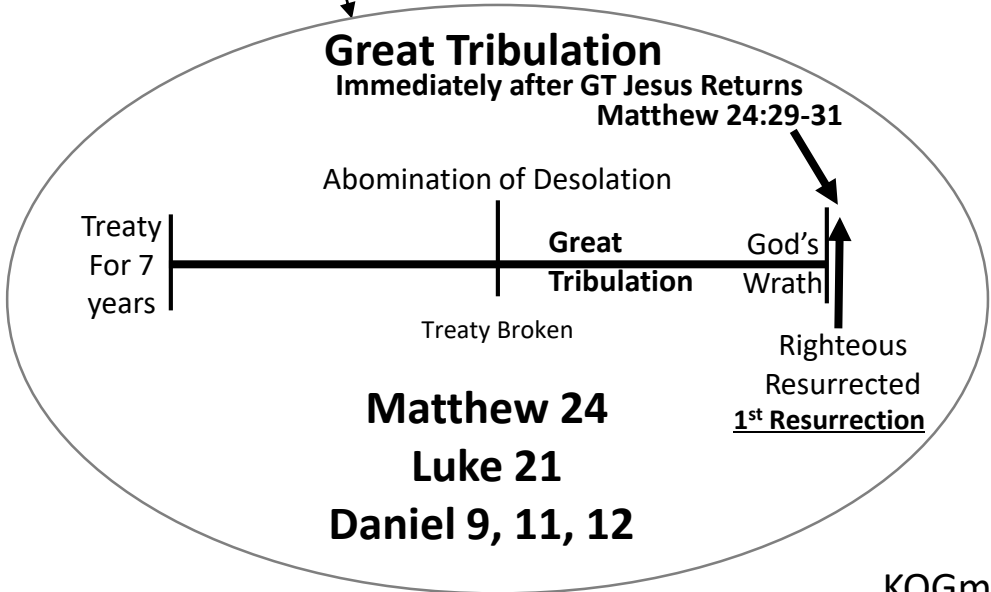 Great Tribulation
Immediately after GT Jesus Returns
Matthew 24:29-31
Abomination of Desolation
Treaty
For 7
years
Great
Tribulation
God's
Wrath
Treaty Broken
Righteous
Resurrected
1st Resurrection
Matthew 24
Luke 21
Daniel 9, 11, 12